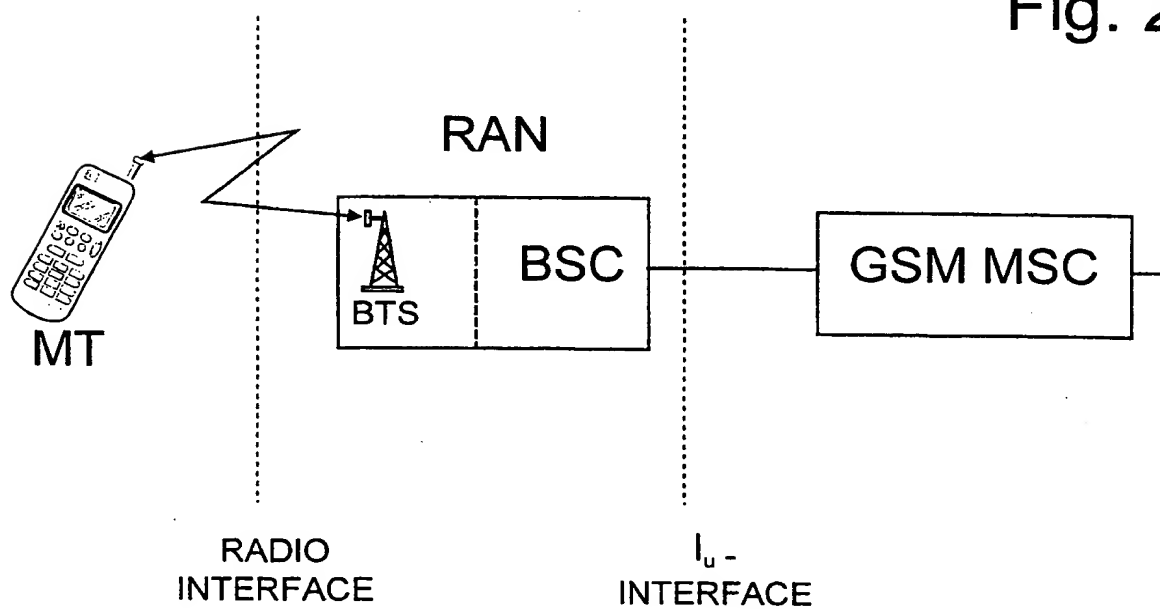 Fig. 2
RAN
BSC
GSM MSC
BTS
MT
RADIO
INTERFACE
Iu -
INTERFACE